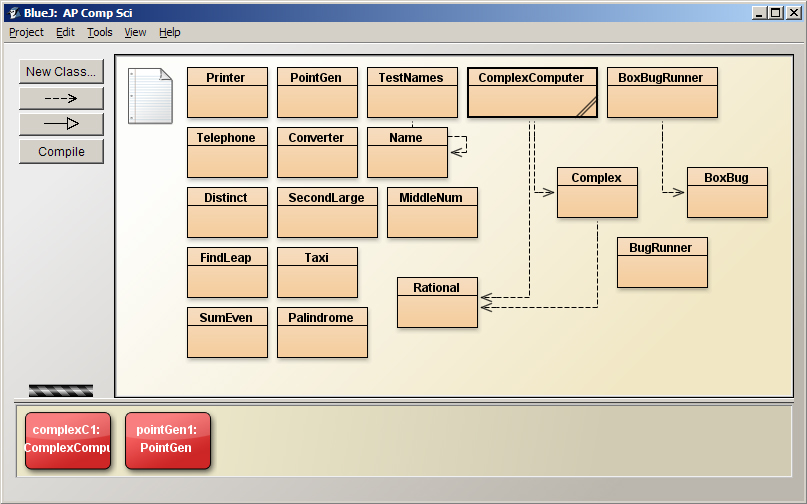 BlueJ: AP Comp Sci
Project Edit Tools View Help
New Class...
Compile
Printer PointGen TestNames ComplexComputer BoxBugRunner
Telephone Converter Name
Complex BoxBug
Distinct SecondLarge MiddleNum
BugRunner
FindLeap Taxi
Rational
SumEven Palindrome
complexC1: pointGen1:
ComplexCompu PointGen